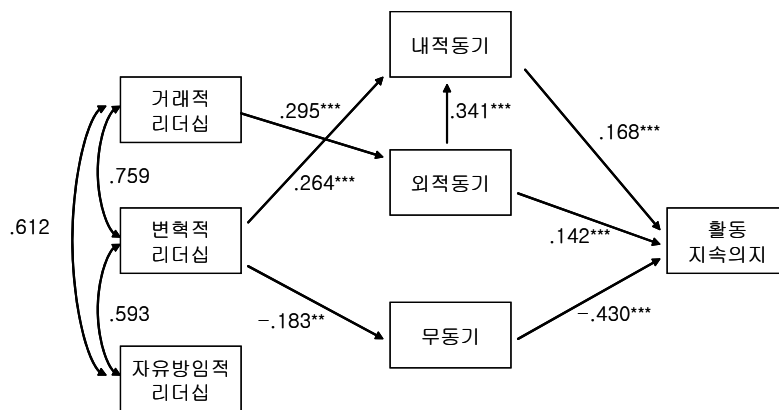 내적동기
거래적
리더십
.295***
.341***
.168***
.759
.264***
외적동기
.612
변혁적
리더십
.142***
활동
지속의지
.593
−.183**
무동기
−.430***
자유방임적
리더십